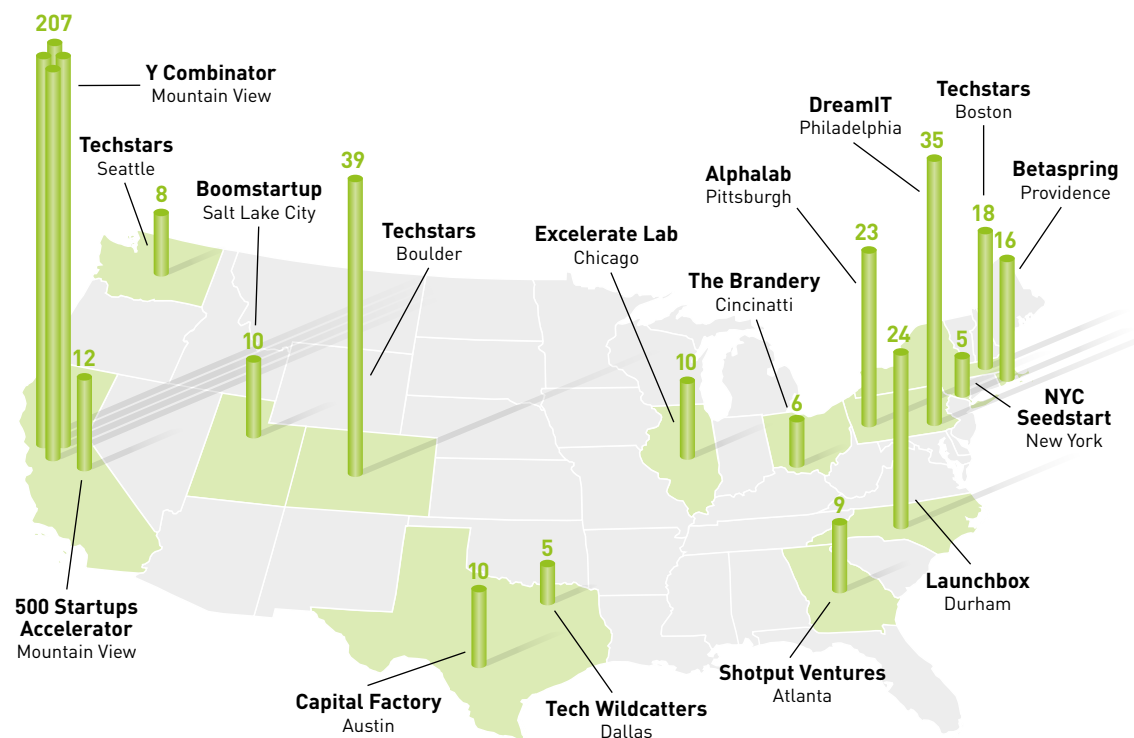 207
Y Combinator
Mountain View
Techstars
Seattle
8
Boomstartup
Salt Lake City
10
39
Techstars
Boulder
12
500 Startups
Accelerator
Mountain View
Excelerate Lab
Chicago
10
The Brandery
Cincinatti
6
Alphalab
Pittsburgh
23
DreamIT
Philadelphia
35
Techstars
Boston
18
Betaspring
Providence
16
24
5
NYC
Seedstart
New York
Launchbox
Durham
9
Shotput Ventures
Atlanta
10
Capital Factory
Austin
5
Tech Wildcatters
Dallas